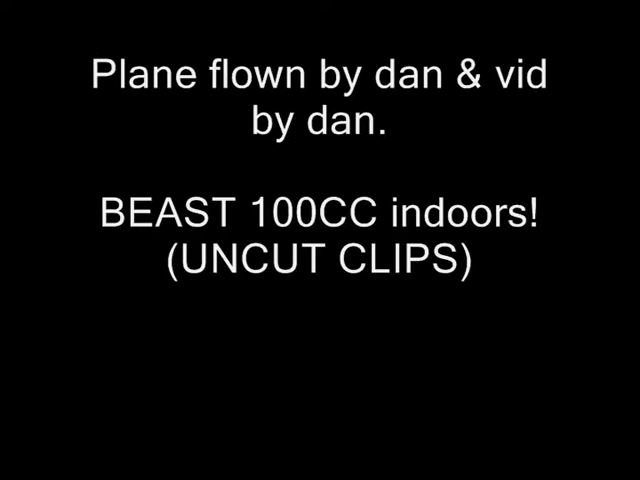 Plane flown by dan & vid
by dan.
BEAST 100CC indoors!
(UNCUT CLIPS)